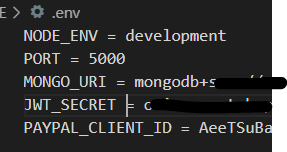 E > .env
NODE_ENV = development
PORT = 5000
MONGO_URI = mongodb+s
JWT_SECRET = c
PAYPAL_CLIENT_ID = AeeTSuBa